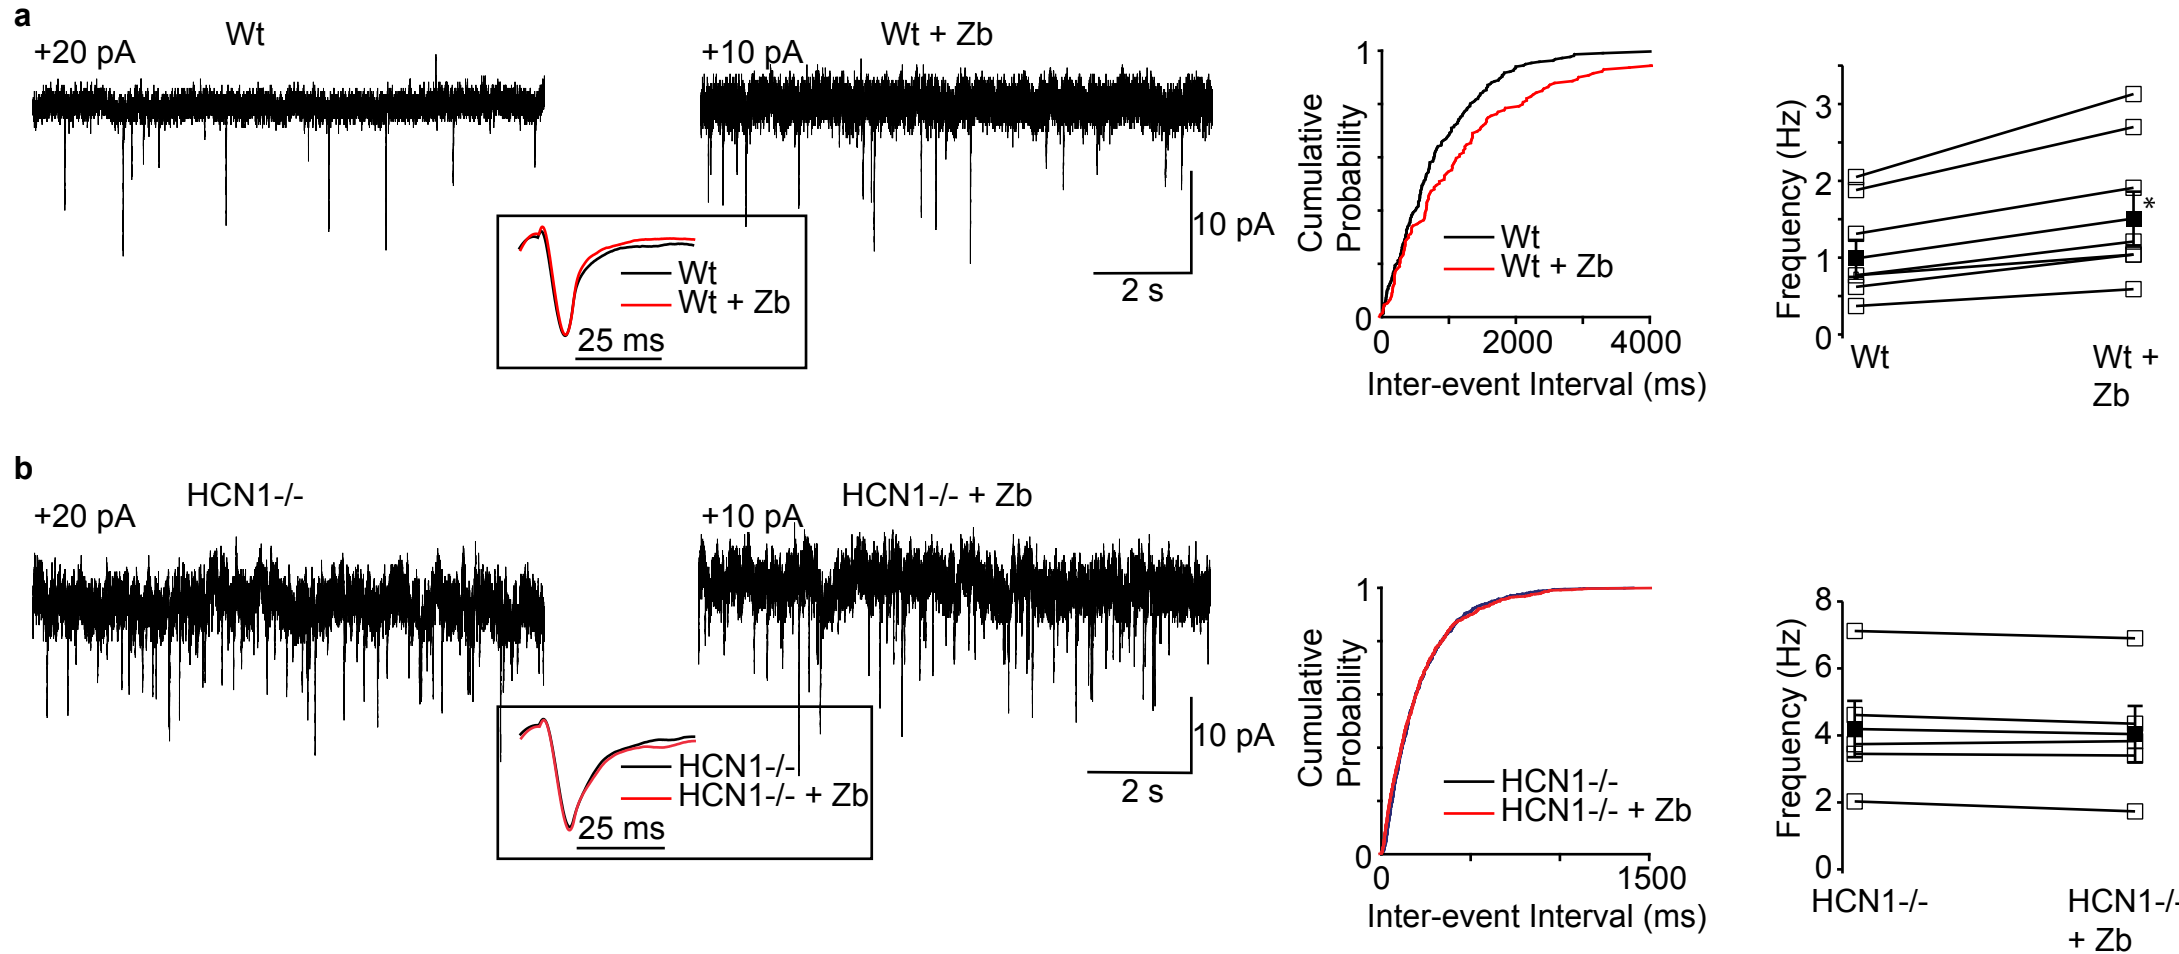 a
Wt
+20 pA
Wt + Zb
+10 pA
10 pA
2 s
Wt
Wt + Zb
25 ms
Cumulative
Probability
1
0
Wt
Wt + Zb
0
2000
4000
Inter-event Interval (ms)
Frequency (Hz)
3
2
1
0
*
Wt
Wt +
Zb
b
HCN1-/-
+20 pA
HCN1-/- + Zb
+10 pA
10 pA
2 s
HCN1-/-
HCN1-/- + Zb
25 ms
Cumulative
Probability
1
0
HCN1-/-
HCN1-/- + Zb
0
1500
Inter-event Interval (ms)
Frequency (Hz)
8
6
4
2
0
HCN1-/-
HCN1-/-
+ Zb